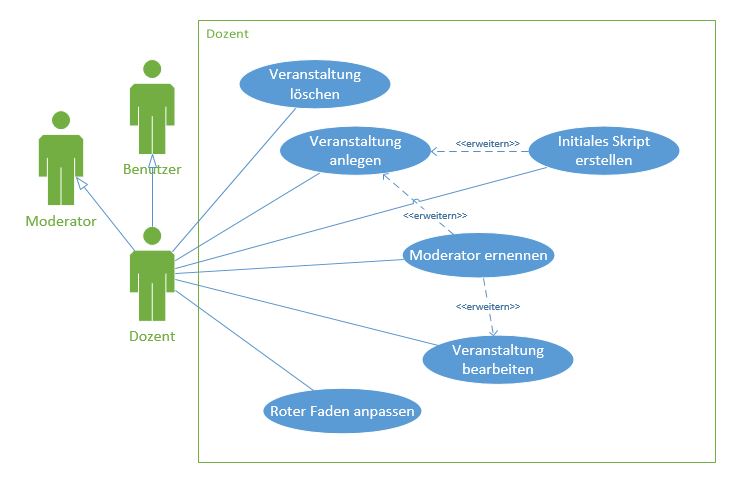 Dozent
Veranstaltung
löschen
Veranstaltung
anlegen
<<erweitern>>
Initiales Skript
erstellen
Benutzer
Moderator
<<erweitern>>
Moderator ernennen
<<erweitern>>
Dozent
Veranstaltung
bearbeiten
Roter Faden anpassen